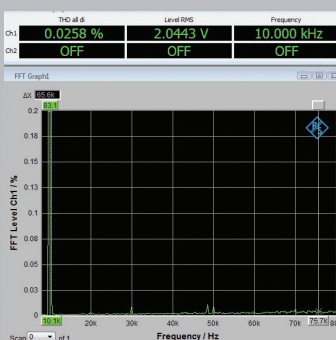 THD all di Level RMS Frequency
Ch1 0.0258 % 2.0443 V 10.000 kHz
Ch2 OFF OFF OFF
FFT Graph1
ΔX 65.6k
83.1
0.2
0.18
0.15
0.13
0.1
0.08
0.05
0.03
0
FFT Level Ch1 / %
10.1k 20k 30k 40k 50k 60k 75.7k 80
Frequency / Hz
Scan 0 of 1